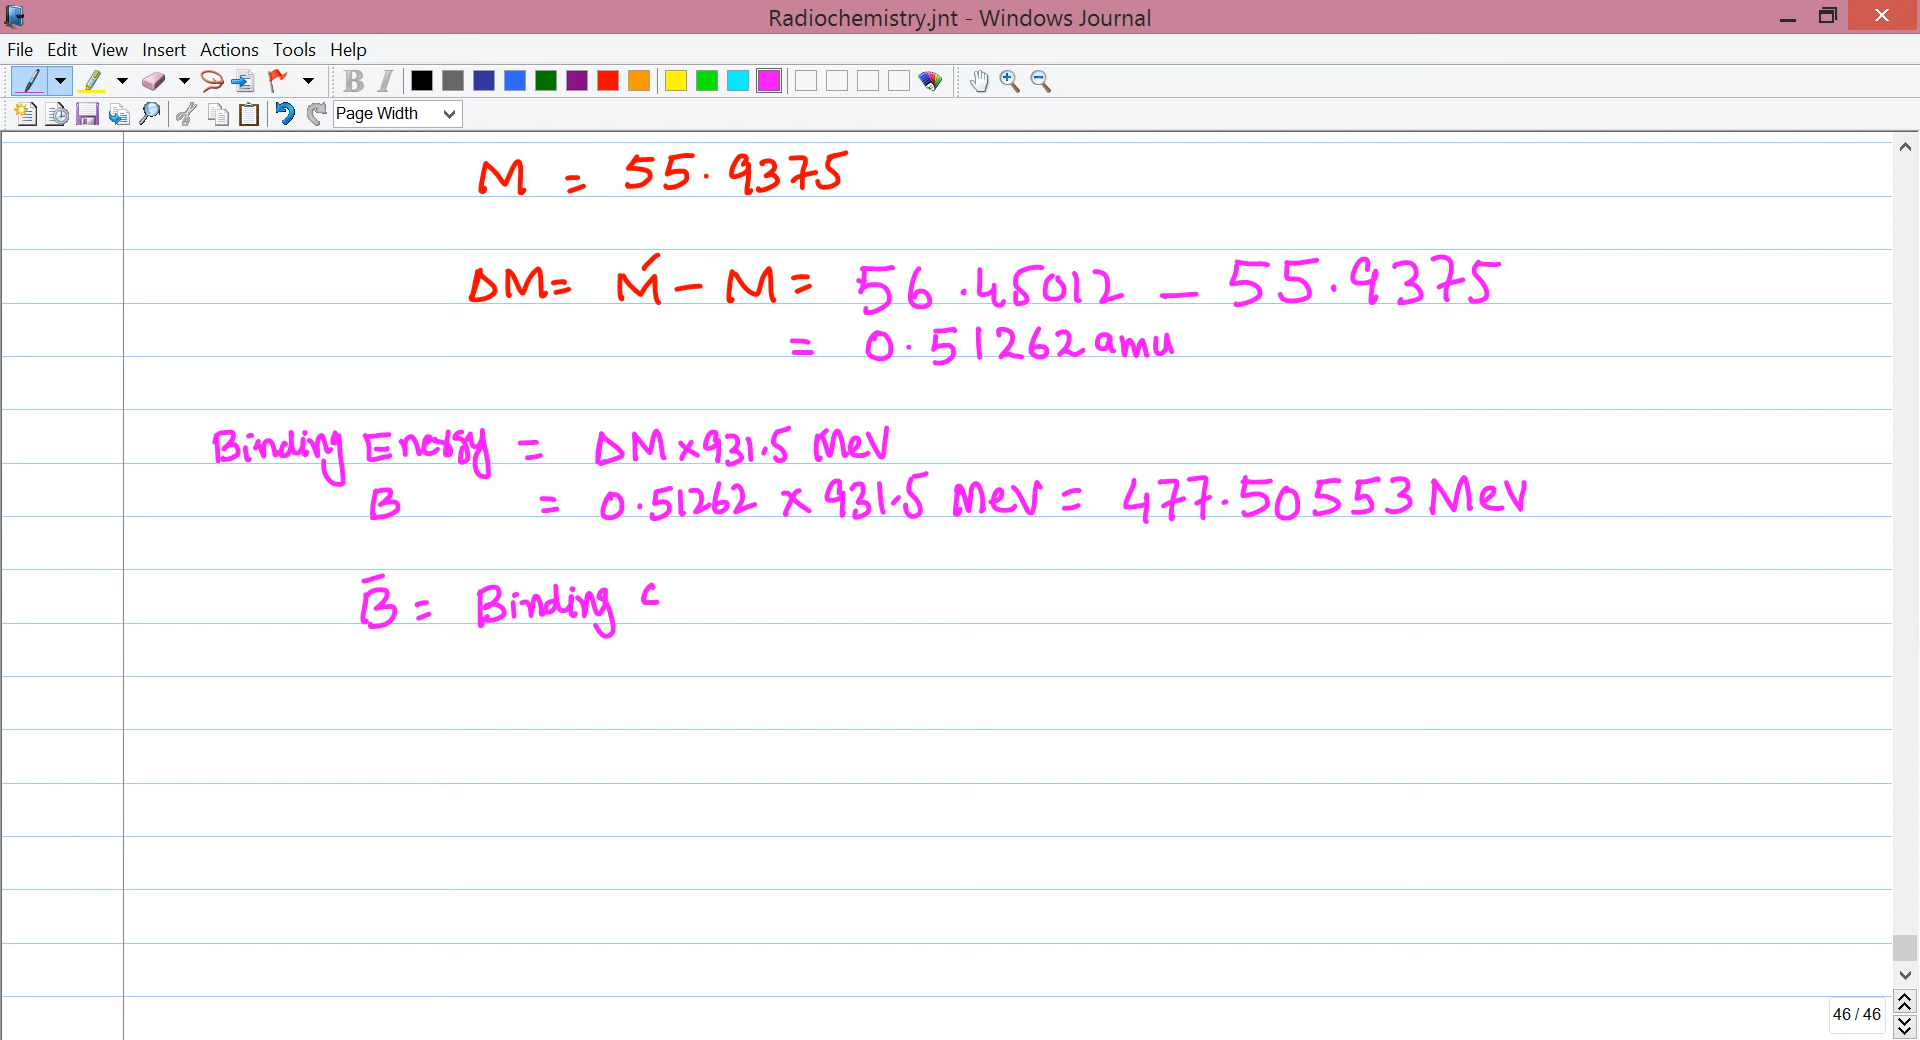 Radiochemistry.jnt - Windows Journal
File Edit View Insert Actions Tools Help
B I
Page Width
M = 55.9375
ΔM = M´ - M = 56.45012 - 55.9375
= 0.51262 amu
Binding Energy = ΔM × 931.5 MeV
B = 0.51262 × 931.5 MeV = 477.50553 MeV
B̄ = Binding
46 / 46